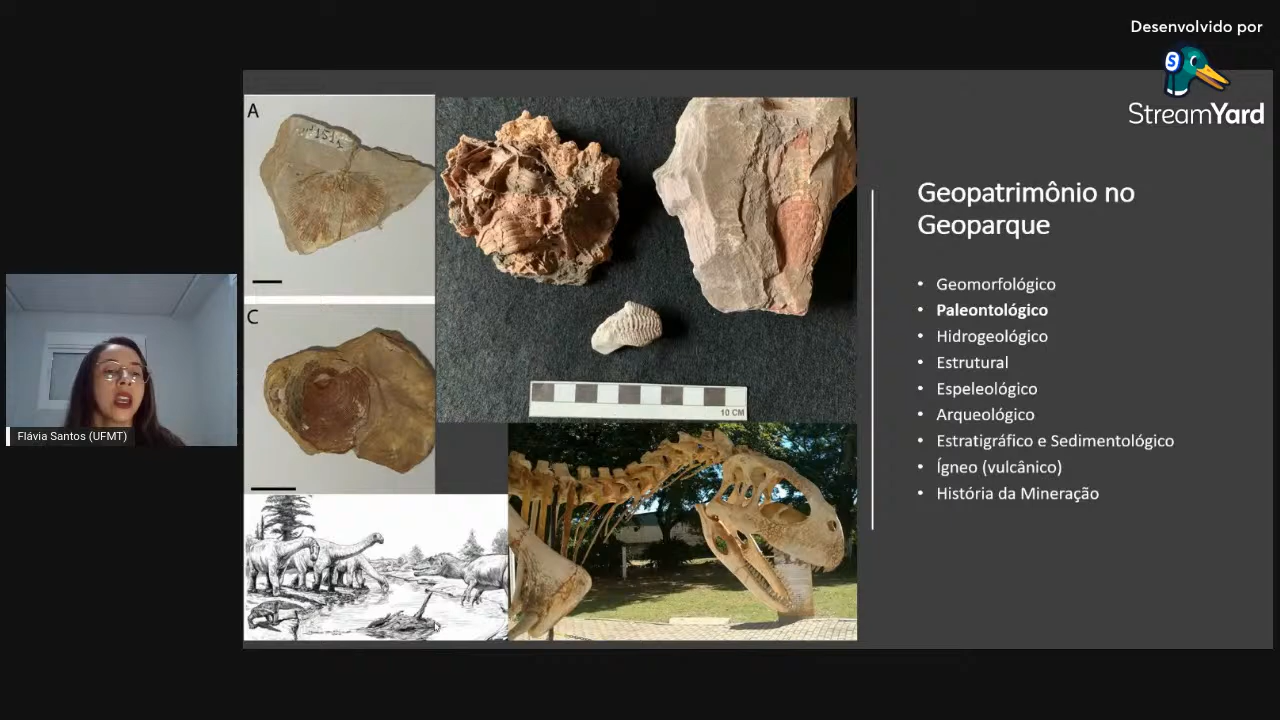 Desenvolvido por
StreamYard
A
C
10 CM
Geopatrimônio no
Geoparque
• Geomorfológico
• Paleontológico
• Hidrogeológico
• Estrutural
• Espeleológico
• Arqueológico
• Estratigráfico e Sedimentológico
• Ígneo (vulcânico)
• História da Mineração
Flávia Santos (UFMT)